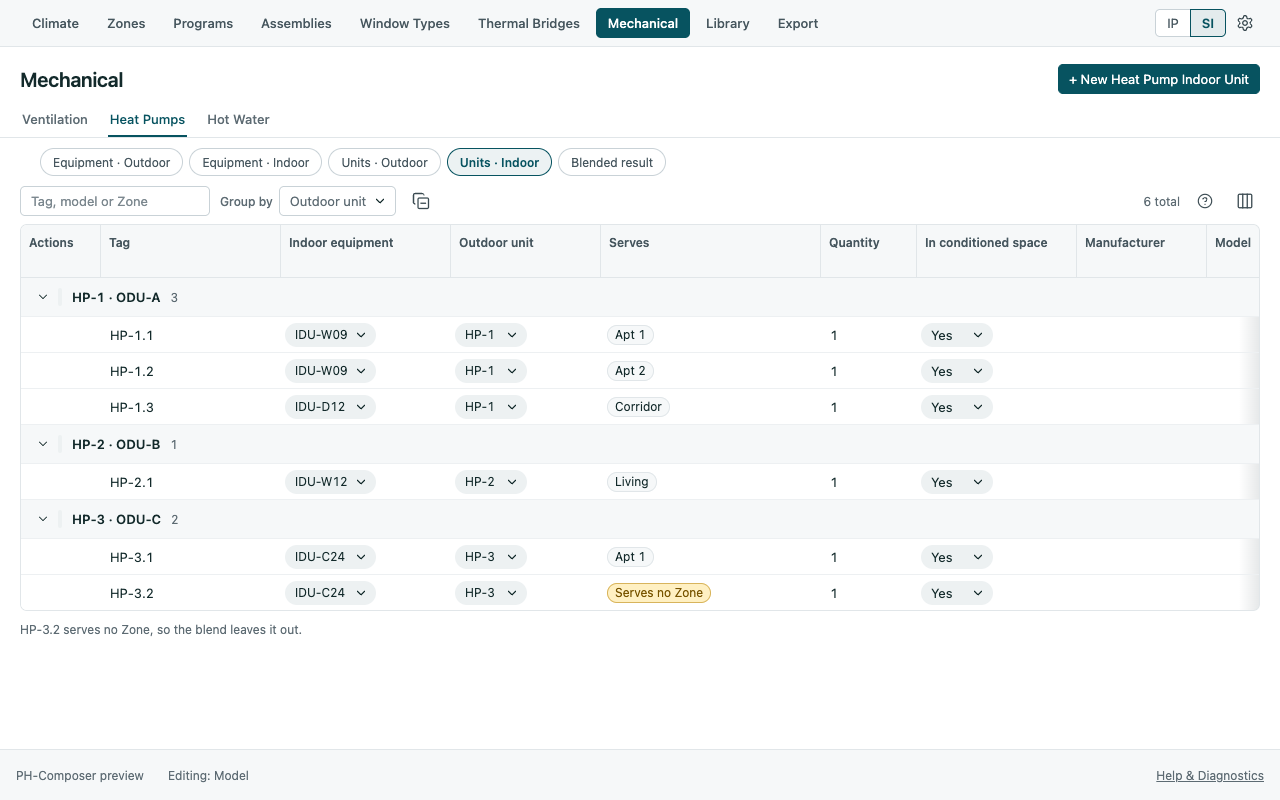 Climate Zones Programs Assemblies Window Types Thermal Bridges Mechanical Library Export IP SI
Mechanical
+ New Heat Pump Indoor Unit
Ventilation Heat Pumps Hot Water
Equipment · Outdoor Equipment · Indoor Units · Outdoor Units · Indoor Blended result
Tag, model or Zone Group by Outdoor unit 6 total
Actions Tag Indoor equipment Outdoor unit Serves Quantity In conditioned space Manufacturer Model
HP-1 · ODU-A 3
HP-1.1 IDU-W09 HP-1 Apt 1 1 Yes
HP-1.2 IDU-W09 HP-1 Apt 2 1 Yes
HP-1.3 IDU-D12 HP-1 Corridor 1 Yes
HP-2 · ODU-B 1
HP-2.1 IDU-W12 HP-2 Living 1 Yes
HP-3 · ODU-C 2
HP-3.1 IDU-C24 HP-3 Apt 1 1 Yes
HP-3.2 IDU-C24 HP-3 Serves no Zone 1 Yes
HP-3.2 serves no Zone, so the blend leaves it out.
PH-Composer preview Editing: Model Help & Diagnostics